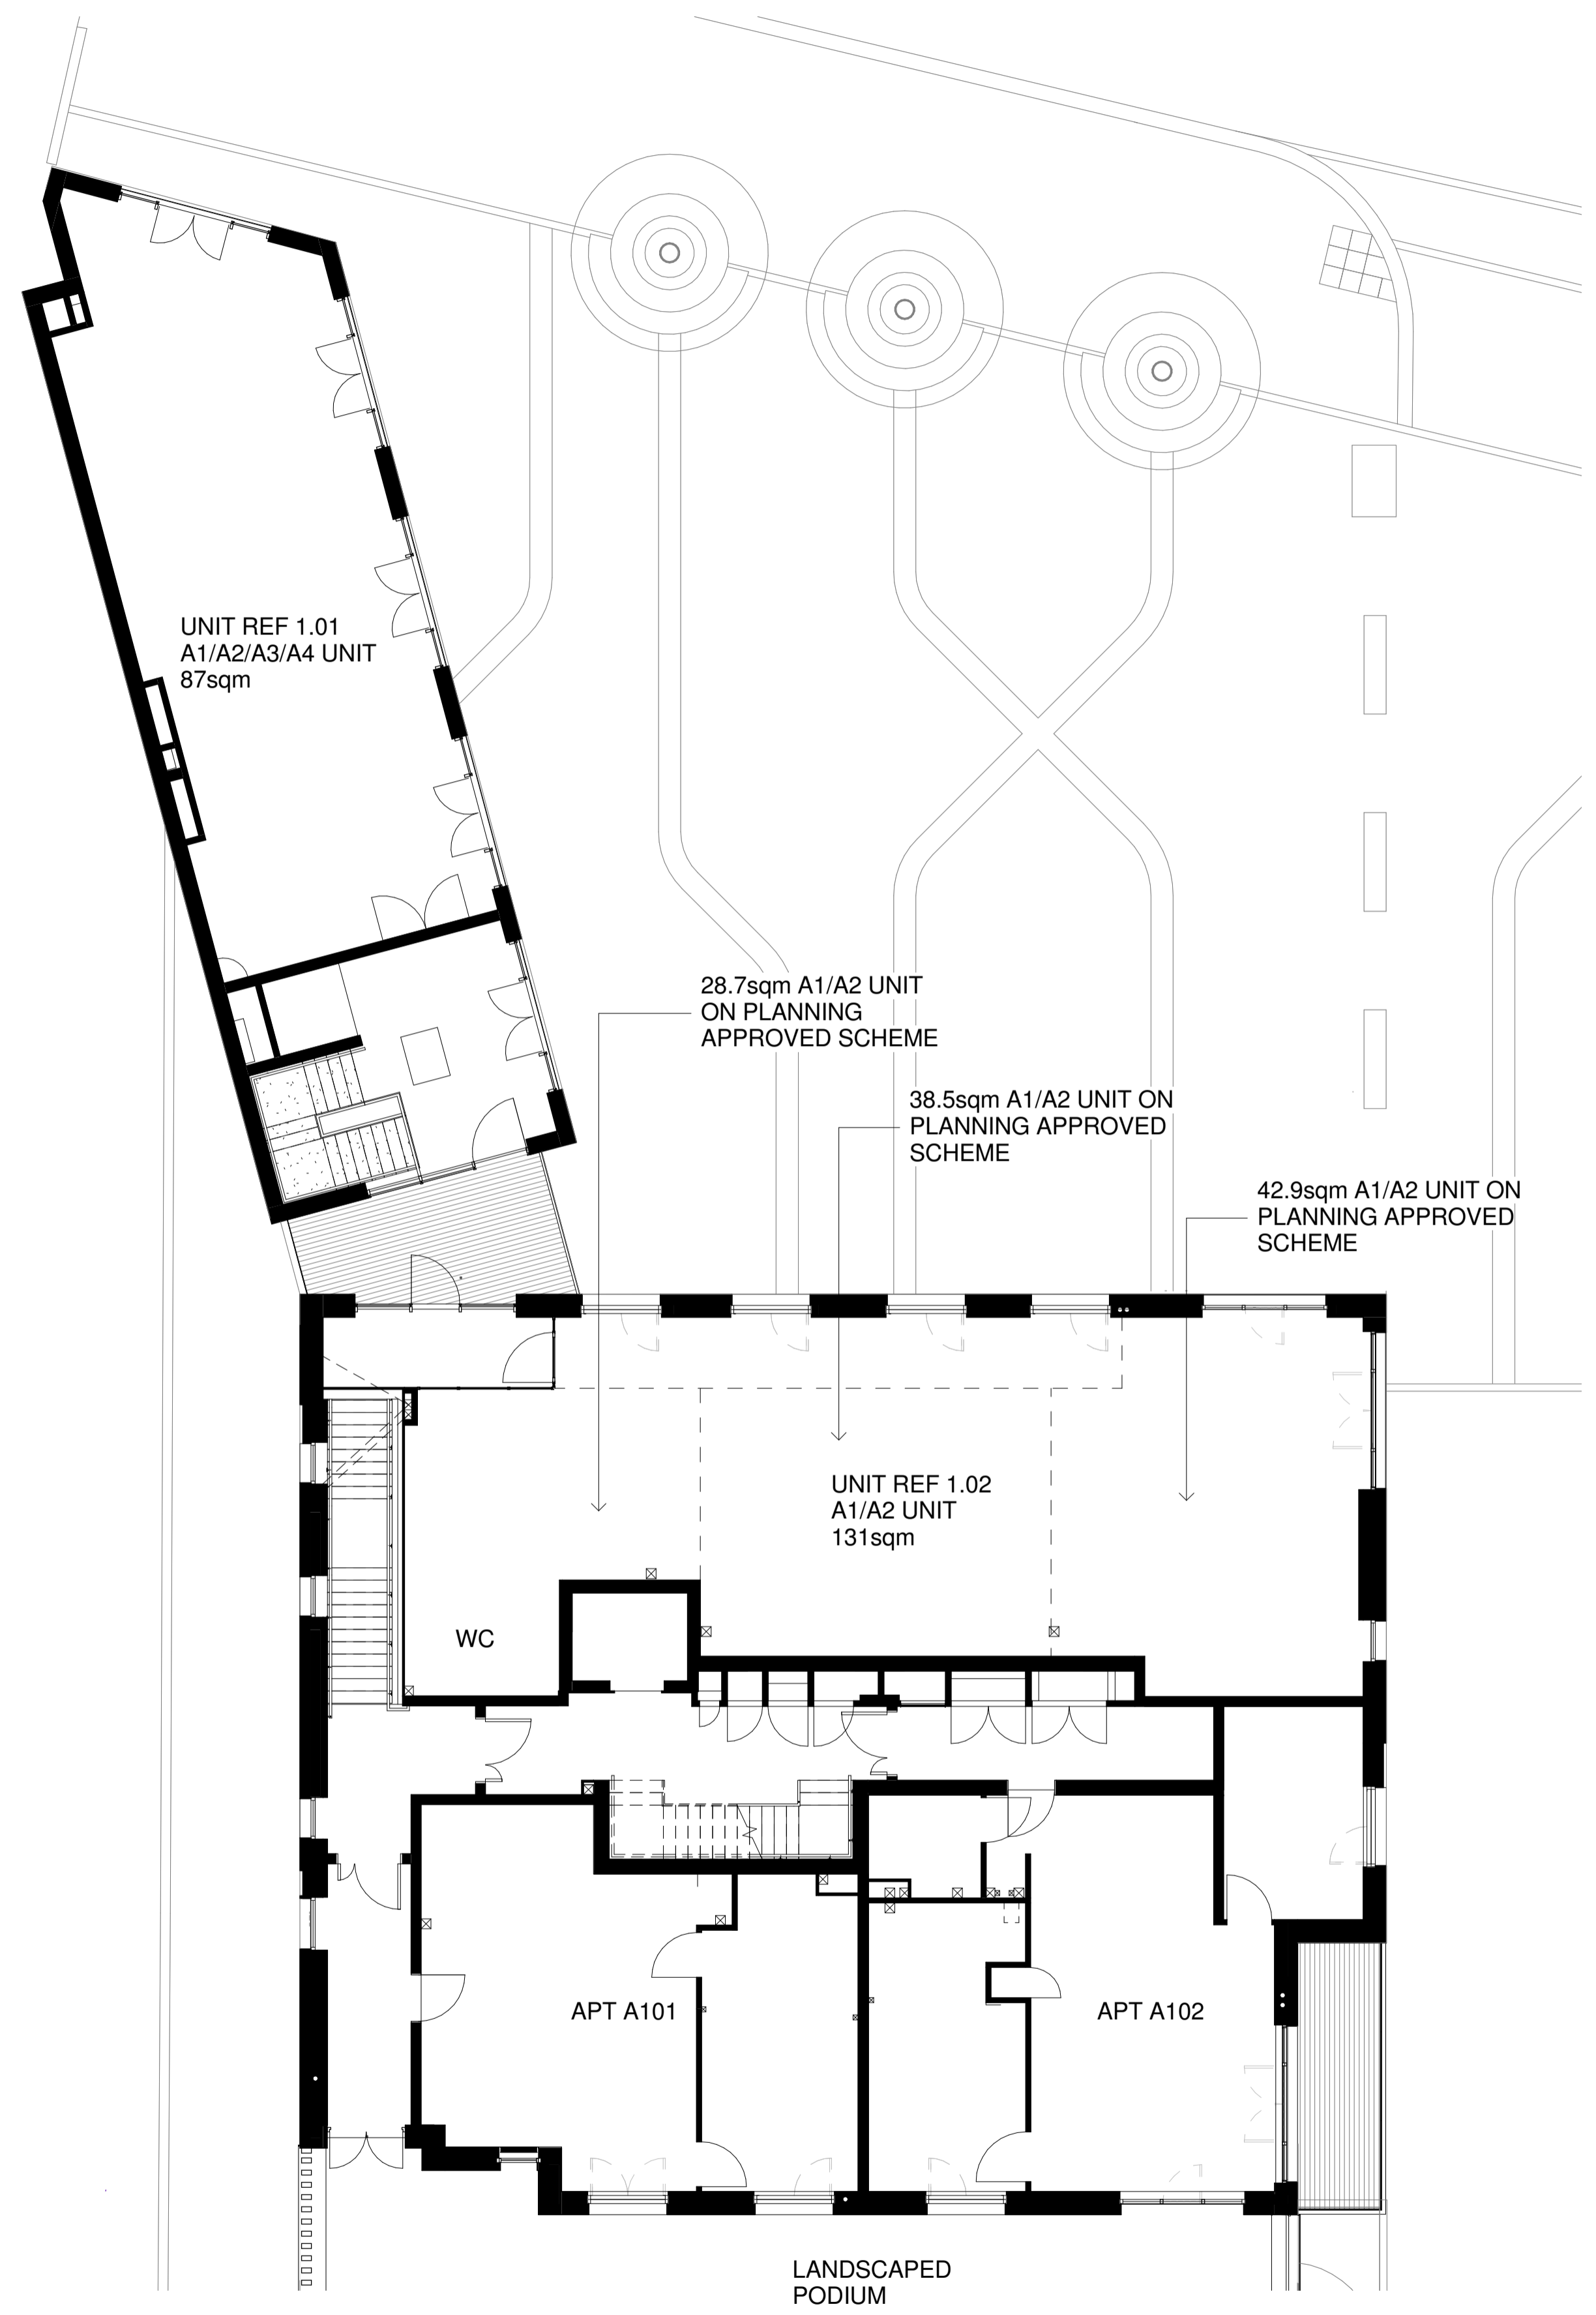 UNIT REF 1.01
A1/A2/A3/A4 UNIT
87sqm
28.7sqm A1/A2 UNIT
ON PLANNING
APPROVED SCHEME
38.5sqm A1/A2 UNIT ON
PLANNING APPROVED
SCHEME
42.9sqm A1/A2 UNIT ON
PLANNING APPROVED
SCHEME
UNIT REF 1.02
A1/A2 UNIT
131sqm
WC
APT A101
APT A102
LANDSCAPED
PODIUM